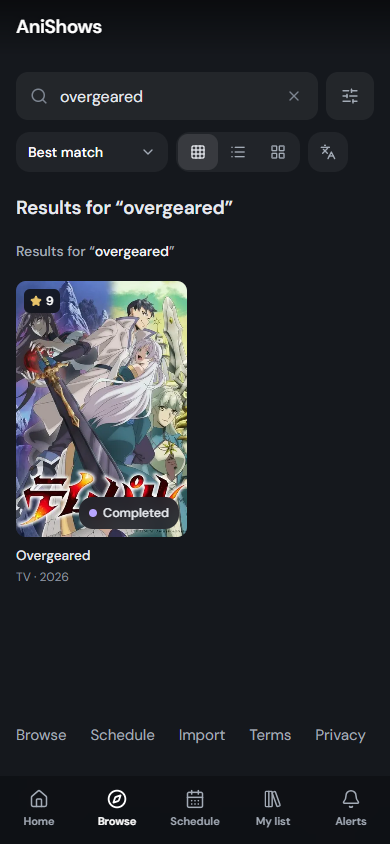 AniShows
overgeared
Best match
Results for “overgeared”
Results for “overgeared”
9
Completed
Overgeared
TV · 2026
Browse Schedule Import Terms Privacy
Home Browse Schedule My list Alerts